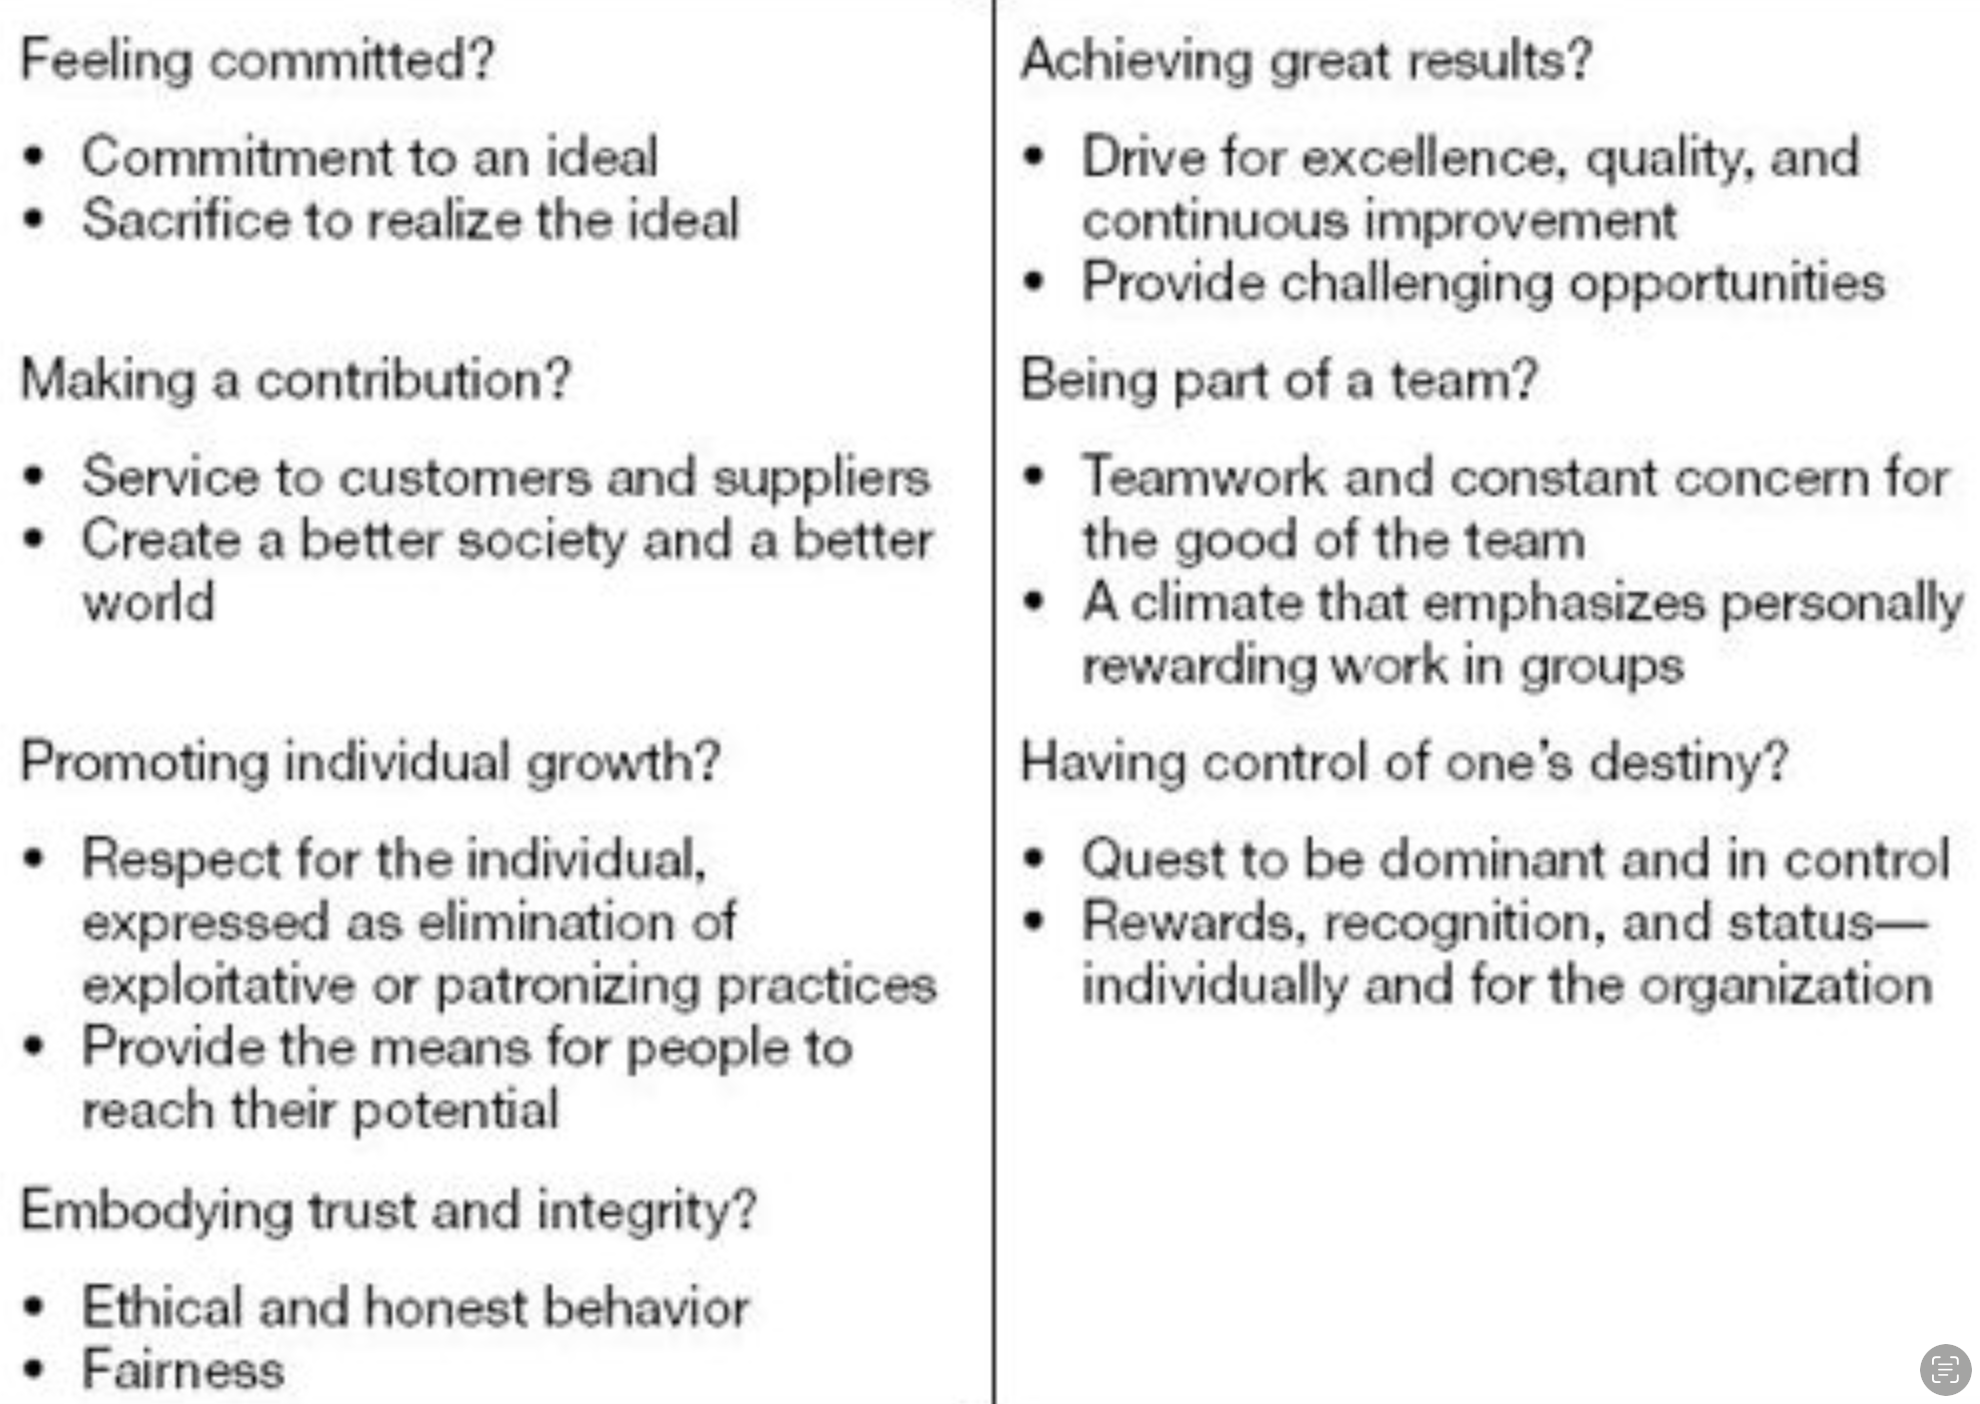 Feeling committed?
• Commitment to an ideal
• Sacrifice to realize the ideal
Making a contribution?
• Service to customers and suppliers
• Create a better society and a better
world
Promoting individual growth?
• Respect for the individual,
expressed as elimination of
exploitative or patronizing practices
• Provide the means for people to
reach their potential
Embodying trust and integrity?
• Ethical and honest behavior
• Fairness
Achieving great results?
• Drive for excellence, quality, and
continuous improvement
• Provide challenging opportunities
Being part of a team?
• Teamwork and constant concern for
the good of the team
• A climate that emphasizes personally
rewarding work in groups
Having control of one's destiny?
• Quest to be dominant and in control
• Rewards, recognition, and status—
individually and for the organization